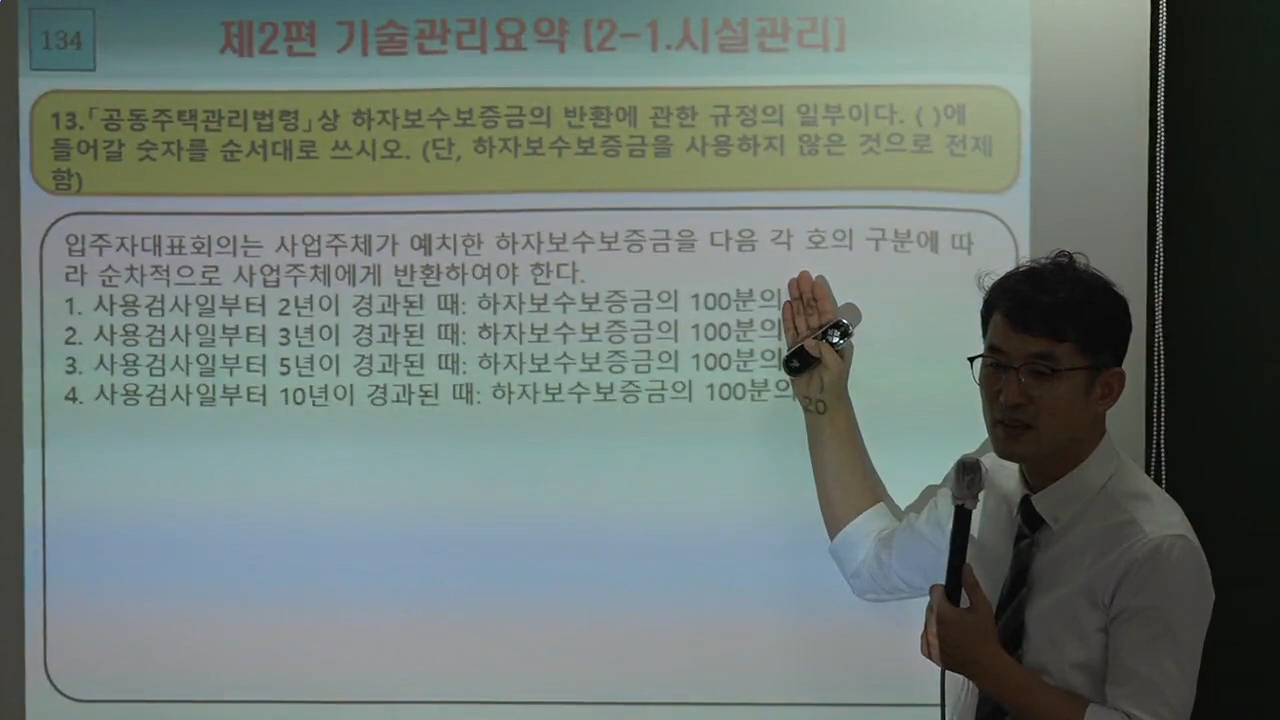 134
제2편 기술관리요약 [2-1.시설관리]
13.「공동주택관리법령」상 하자보수보증금의 반환에 관한 규정의 일부이다. ( )에
들어갈 숫자를 순서대로 쓰시오. (단, 하자보수보증금을 사용하지 않은 것으로 전제
함)
입주자대표회의는 사업주체가 예치한 하자보수보증금을 다음 각 호의 구분에 따
라 순차적으로 사업주체에게 반환하여야 한다.
1. 사용검사일부터 2년이 경과된 때: 하자보수보증금의 100분의
2. 사용검사일부터 3년이 경과된 때: 하자보수보증금의 100분의
3. 사용검사일부터 5년이 경과된 때: 하자보수보증금의 100분의
4. 사용검사일부터 10년이 경과된 때: 하자보수보증금의 100분의 20